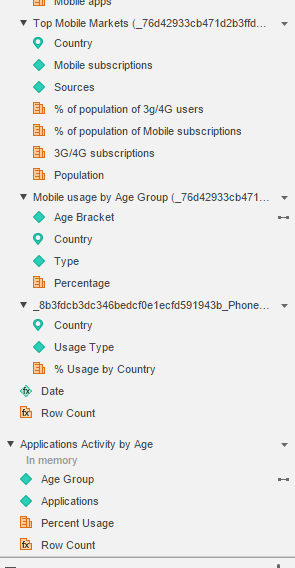 Mobile apps
Top Mobile Markets (_76d42933cb471d2b3ffd...
Country
Mobile subscriptions
Sources
% of population of 3g/4G users
% of population of Mobile subscriptions
3G/4G subscriptions
Population
Mobile usage by Age Group (_76d42933cb471...
Age Bracket
Country
Type
Percentage
_8b3fdcb3dc346bedcf0e1ecfd591943b_Phone...
Country
Usage Type
% Usage by Country
fx Date
fx Row Count
Applications Activity by Age
In memory
Age Group
Applications
Percent Usage
fx Row Count